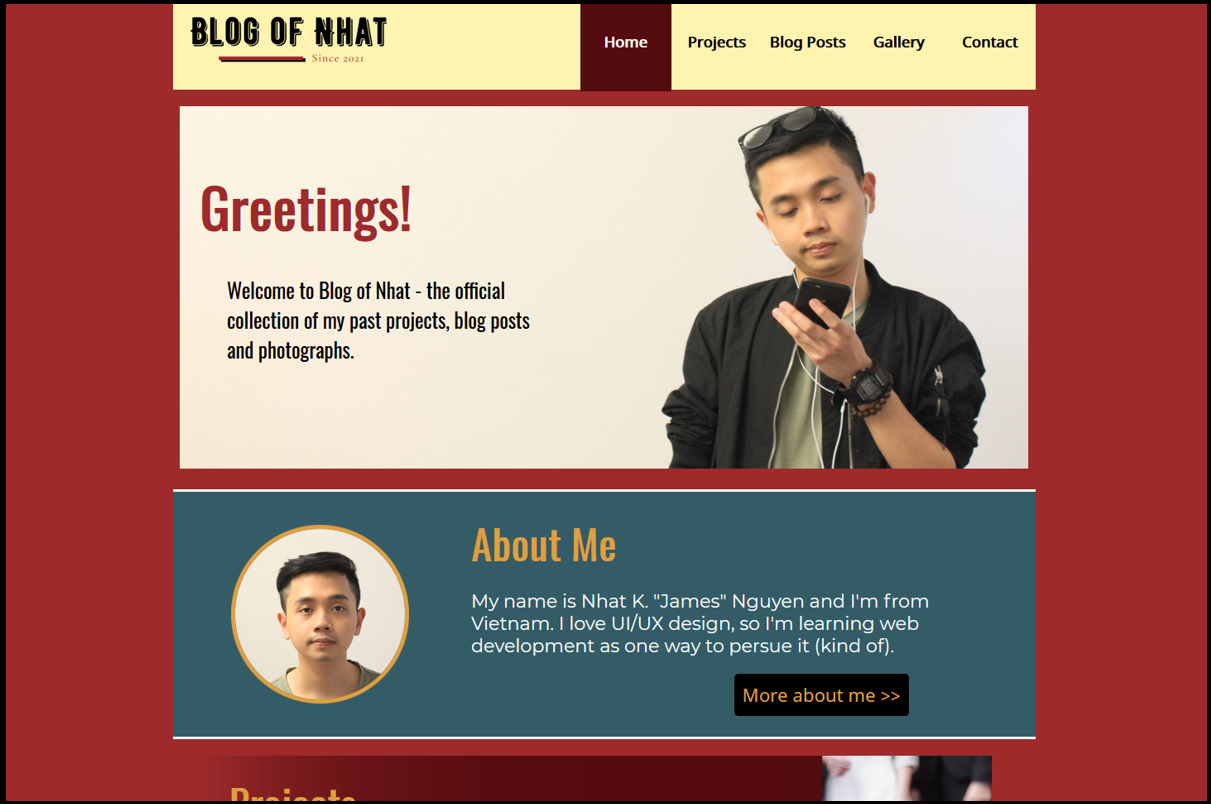 BLOG OF NHAT
Since 2021
Home Projects Blog Posts Gallery Contact
Greetings!
Welcome to Blog of Nhat - the official
collection of my past projects, blog posts
and photographs.
About Me
My name is Nhat K. "James" Nguyen and I'm from
Vietnam. I love UI/UX design, so I'm learning web
development as one way to persue it (kind of).
More about me >>
Projects